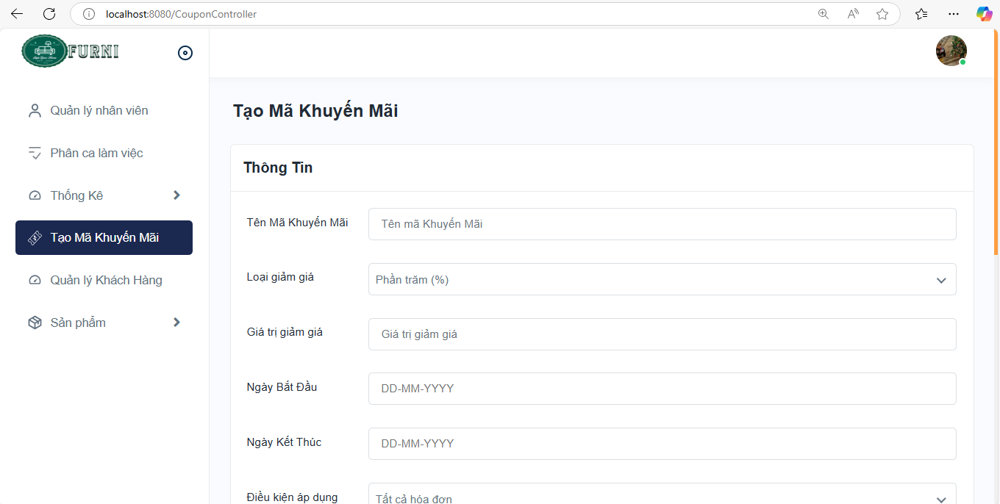 localhost:8080/CouponController
FURNI
Quản lý nhân viên
Phân ca làm việc
Thống Kê
Tạo Mã Khuyến Mãi
Quản lý Khách Hàng
Sản phẩm
Tạo Mã Khuyến Mãi
Thông Tin
Tên Mã Khuyến Mãi
Tên mã Khuyến Mãi
Loại giảm giá
Phần trăm (%)
Giá trị giảm giá
Giá trị giảm giá
Ngày Bắt Đầu
DD-MM-YYYY
Ngày Kết Thúc
DD-MM-YYYY
Điều kiện áp dụng
Tất cả hóa đơn